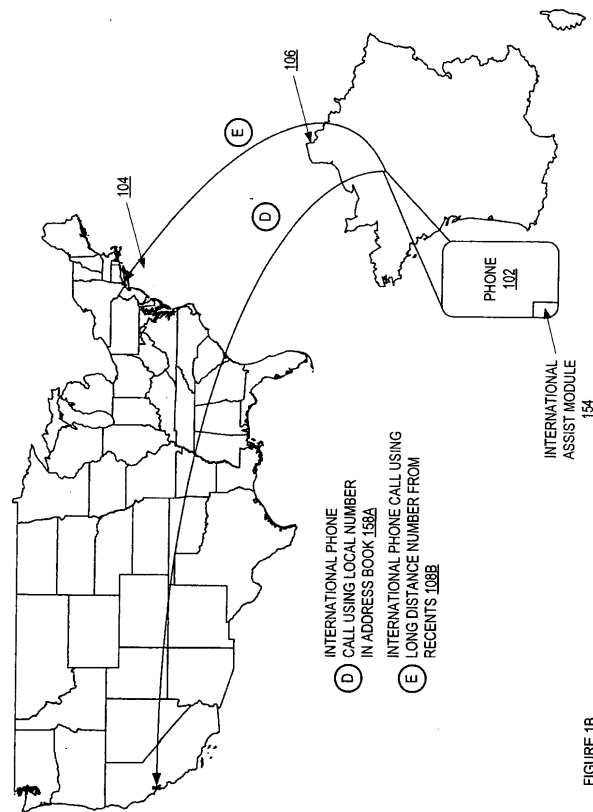 104
106
E
D
PHONE
102
INTERNATIONAL
ASSIST MODULE
154
D
INTERNATIONAL PHONE
CALL USING LOCAL NUMBER
IN ADDRESS BOOK 158A
E
INTERNATIONAL PHONE CALL USING
LONG DISTANCE NUMBER FROM
RECENTS 108B
FIGURE 1B